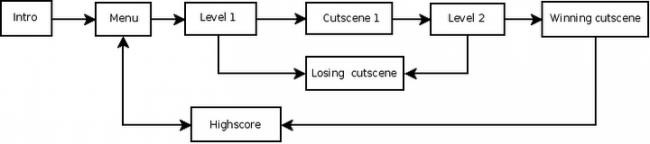 Intro
Menu
Level 1
Cutscene 1
Level 2
Winning cutscene
Losing cutscene
Highscore